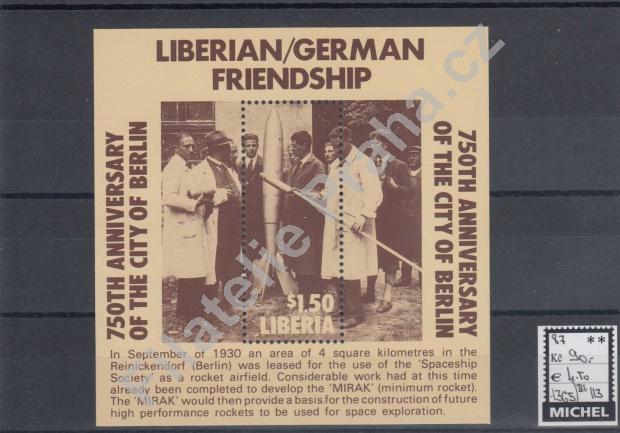 LIBERIAN/GERMAN
FRIENDSHIP
750TH ANNIVERSARY
OF THE CITY OF BERLIN
750TH ANNIVERSARY
OF THE CITY OF BERLIN
$1.50
LIBERIA
In September of 1930 an area of 4 square kilometres in the
Reinickendorf (Berlin) was leased for the use of the 'Spaceship
Society' as a rocket airfield. Considerable work had at this time
already been completed to develop the 'MIRAK' (minimum rocket).
The 'MIRAK' would then provide a basis for the construction of future
high performance rockets to be used for space exploration.
Filatelie Praha.cz
87 **
Kč 90,-
€ 4,50
MICHEL